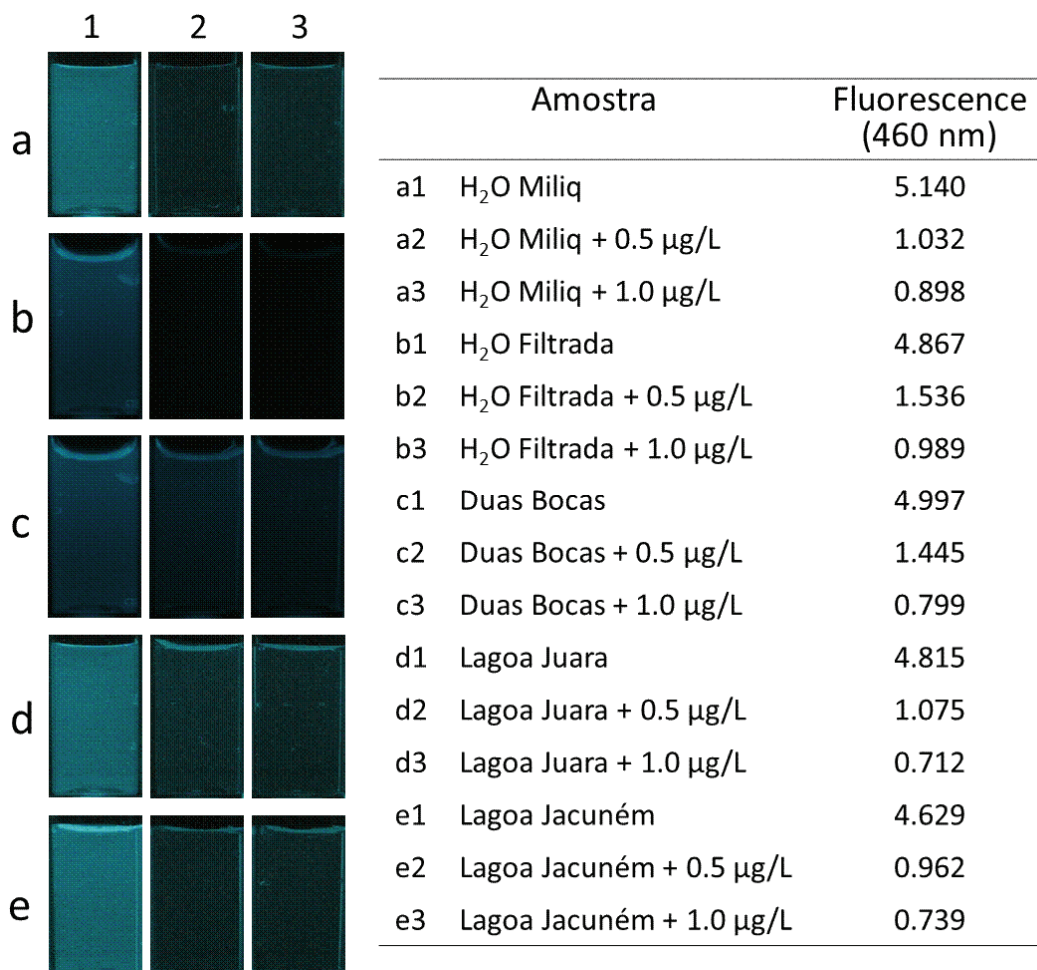 1 2 3
a
b
c
d
e
Amostra Fluorescence
(460 nm)
a1 H₂O Miliq 5.140
a2 H₂O Miliq + 0.5 µg/L 1.032
a3 H₂O Miliq + 1.0 µg/L 0.898
b1 H₂O Filtrada 4.867
b2 H₂O Filtrada + 0.5 µg/L 1.536
b3 H₂O Filtrada + 1.0 µg/L 0.989
c1 Duas Bocas 4.997
c2 Duas Bocas + 0.5 µg/L 1.445
c3 Duas Bocas + 1.0 µg/L 0.799
d1 Lagoa Juara 4.815
d2 Lagoa Juara + 0.5 µg/L 1.075
d3 Lagoa Juara + 1.0 µg/L 0.712
e1 Lagoa Jacuném 4.629
e2 Lagoa Jacuném + 0.5 µg/L 0.962
e3 Lagoa Jacuném + 1.0 µg/L 0.739